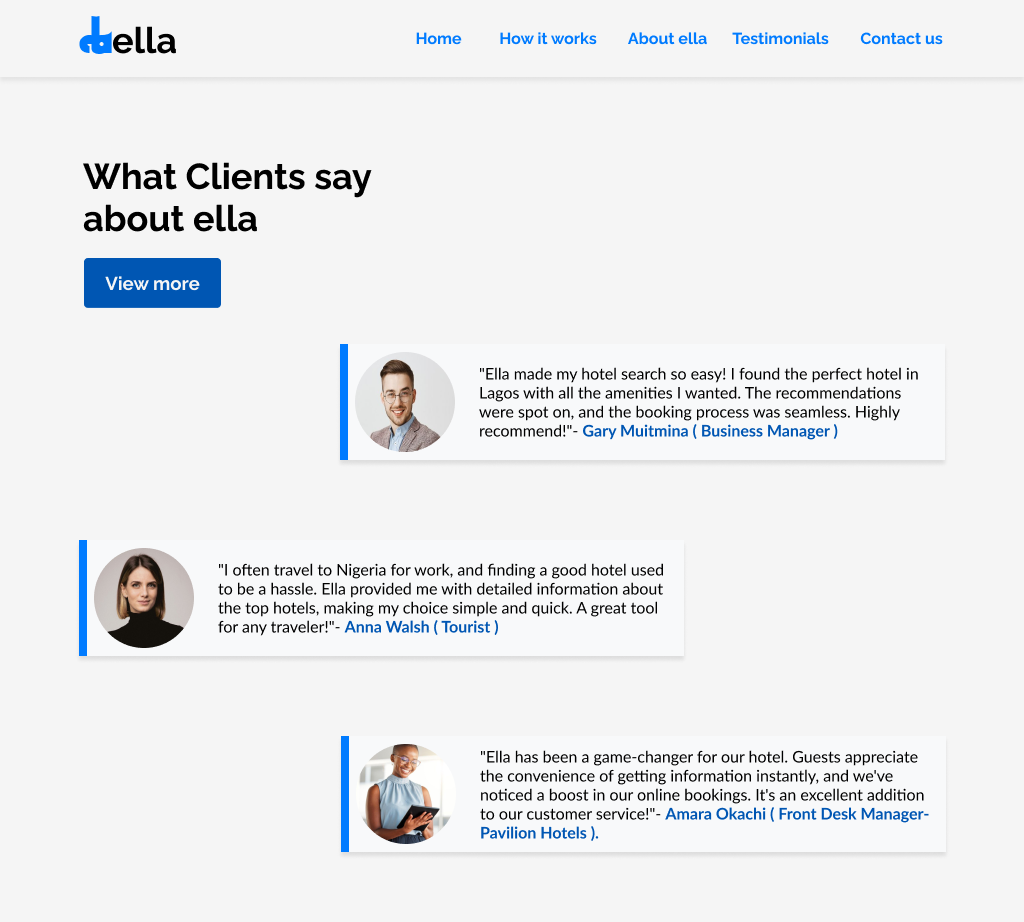 ella
Home How it works About ella Testimonials Contact us
What Clients say
about ella
View more
"Ella made my hotel search so easy! I found the perfect hotel in
Lagos with all the amenities I wanted. The recommendations
were spot on, and the booking process was seamless. Highly
recommend!"- Gary Muitmina ( Business Manager )
"I often travel to Nigeria for work, and finding a good hotel used
to be a hassle. Ella provided me with detailed information about
the top hotels, making my choice simple and quick. A great tool
for any traveler!"- Anna Walsh ( Tourist )
"Ella has been a game-changer for our hotel. Guests appreciate
the convenience of getting information instantly, and we've
noticed a boost in our online bookings. It's an excellent addition
to our customer service!"- Amara Okachi ( Front Desk Manager-
Pavilion Hotels ).